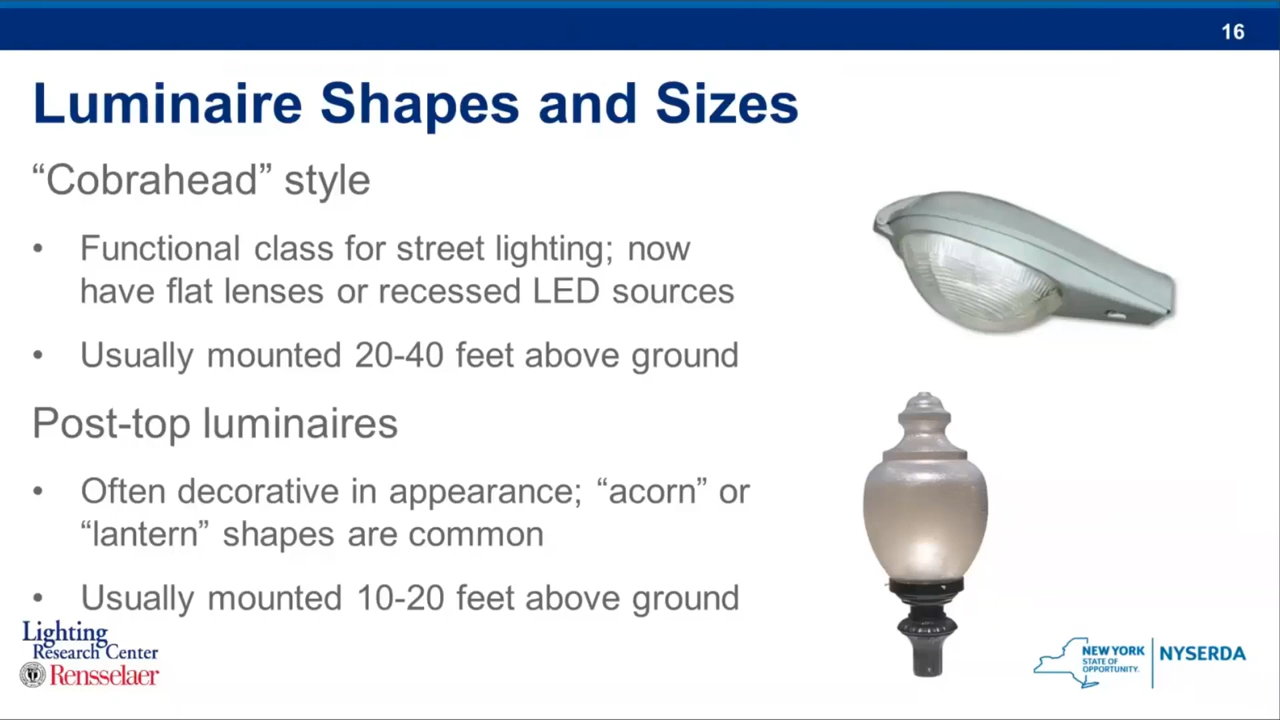 16
Luminaire Shapes and Sizes
“Cobrahead” style
• Functional class for street lighting; now
have flat lenses or recessed LED sources
• Usually mounted 20-40 feet above ground
Post-top luminaires
• Often decorative in appearance; “acorn” or
“lantern” shapes are common
• Usually mounted 10-20 feet above ground
Lighting
Research Center
Rensselaer
NEW YORK
STATE OF
OPPORTUNITY.
NYSERDA